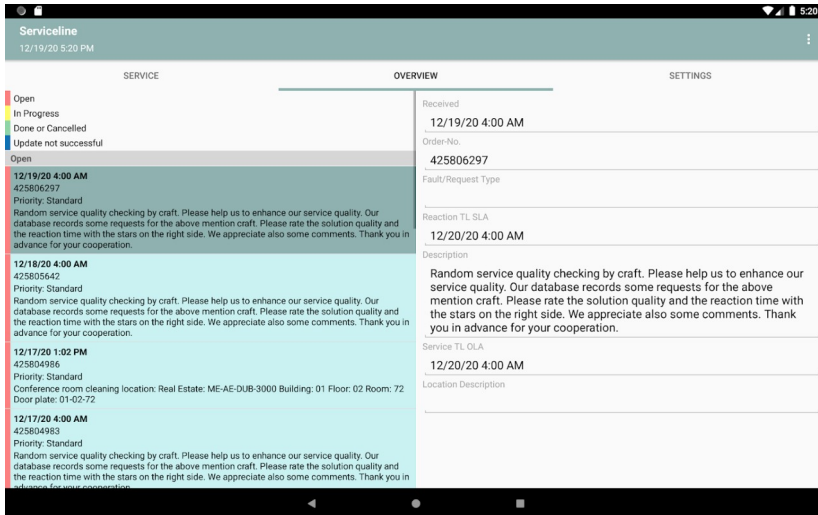 5:20
Serviceline
12/19/20 5:20 PM
SERVICE
OVERVIEW
SETTINGS
Open
In Progress
Done or Cancelled
Update not successful
Open
12/19/20 4:00 AM
425806297
Priority: Standard
Random service quality checking by craft. Please help us to enhance our service quality. Our
database records some requests for the above mention craft. Please rate the solution quality and
the reaction time with the stars on the right side. We appreciate also some comments. Thank you in
advance for your cooperation.
12/18/20 4:00 AM
425805642
Priority: Standard
Random service quality checking by craft. Please help us to enhance our service quality. Our
database records some requests for the above mention craft. Please rate the solution quality and
the reaction time with the stars on the right side. We appreciate also some comments. Thank you in
advance for your cooperation.
12/17/20 1:02 PM
425804986
Priority: Standard
Conference room cleaning location: Real Estate: ME-AE-DUB-3000 Building: 01 Floor: 02 Room: 72
Door plate: 01-02-72
12/17/20 4:00 AM
425804983
Priority: Standard
Random service quality checking by craft. Please help us to enhance our service quality. Our
database records some requests for the above mention craft. Please rate the solution quality and
the reaction time with the stars on the right side. We appreciate also some comments. Thank you in
advance for your cooperation.
Received
12/19/20 4:00 AM
Order-No.
425806297
Fault/Request Type
Reaction TL SLA
12/20/20 4:00 AM
Description
Random service quality checking by craft. Please help us to enhance our
service quality. Our database records some requests for the above
mention craft. Please rate the solution quality and the reaction time with
the stars on the right side. We appreciate also some comments. Thank
you in advance for your cooperation.
Service TL OLA
12/20/20 4:00 AM
Location Description